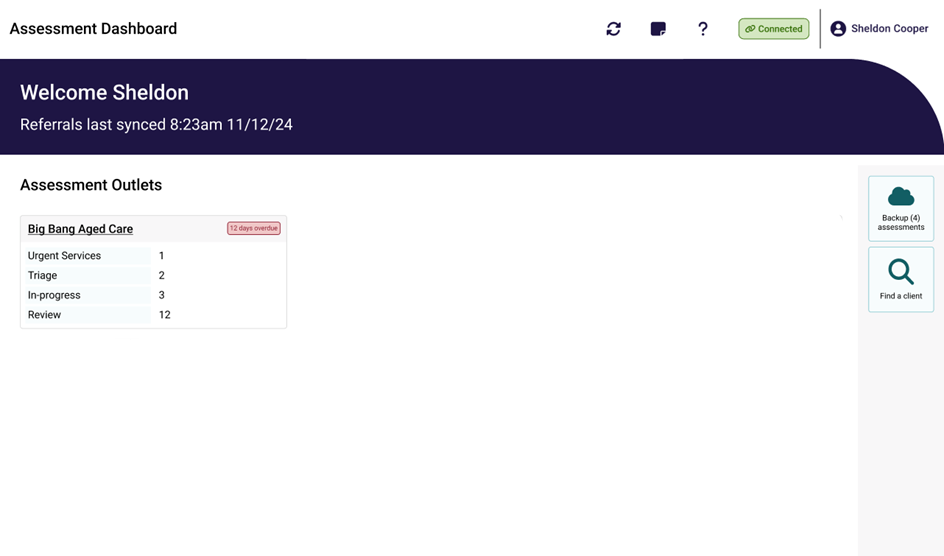 Assessment Dashboard
?
Connected
Sheldon Cooper
Welcome Sheldon
Referrals last synced 8:23am 11/12/24
Assessment Outlets
Big Bang Aged Care
12 days overdue
Urgent Services 1
Triage 2
In-progress 3
Review 12
Backup (4)
assessments
Find a client